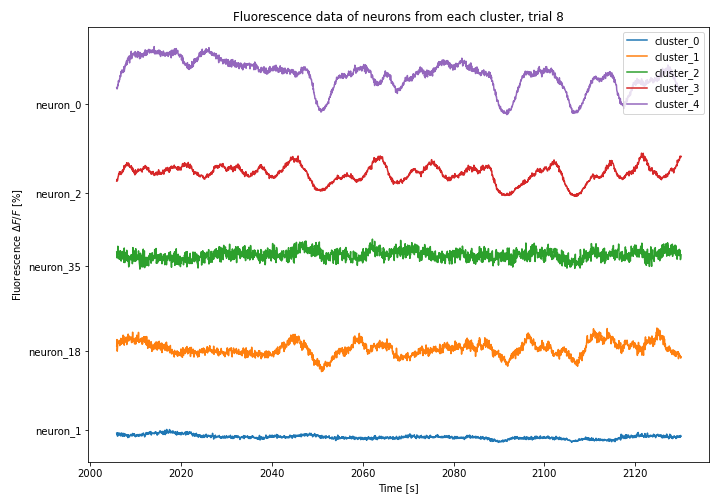 Fluorescence data of neurons from each cluster, trial 8
cluster_0
cluster_1
cluster_2
cluster_3
cluster_4
neuron_0
neuron_2
neuron_35
neuron_18
neuron_1
Fluorescence ΔF/F [%]
2000
2020
2040
2060
2080
2100
2120
Time [s]